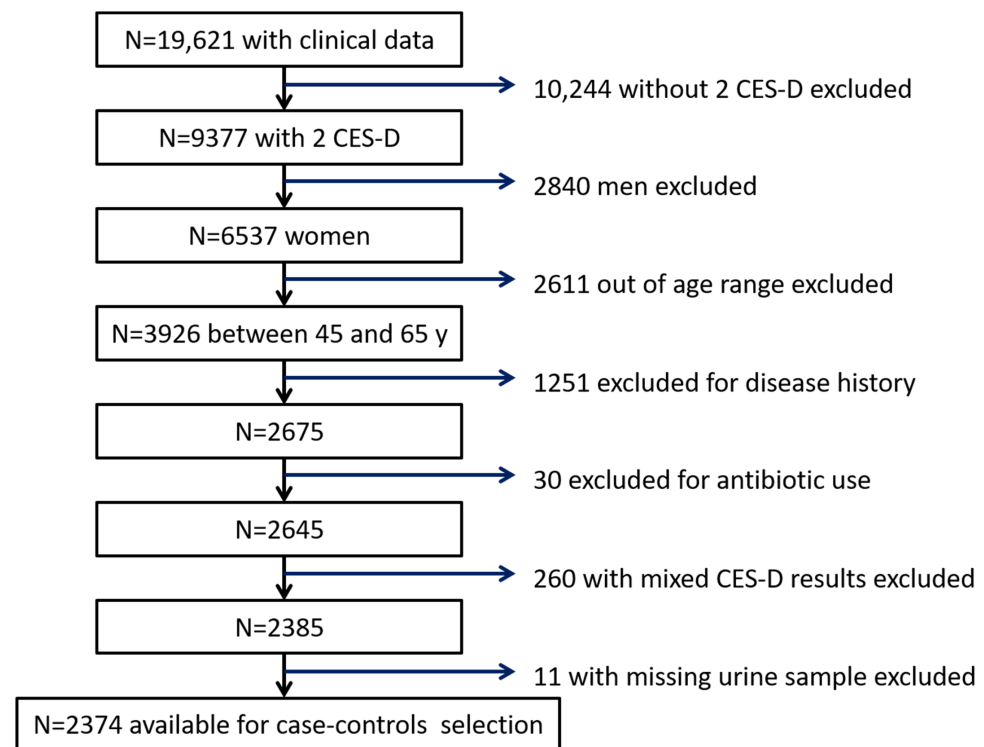 N=19,621 with clinical data
10,244 without 2 CES-D excluded
N=9377 with 2 CES-D
2840 men excluded
N=6537 women
2611 out of age range excluded
N=3926 between 45 and 65 y
1251 excluded for disease history
N=2675
30 excluded for antibiotic use
N=2645
260 with mixed CES-D results excluded
N=2385
11 with missing urine sample excluded
N=2374 available for case-controls  selection